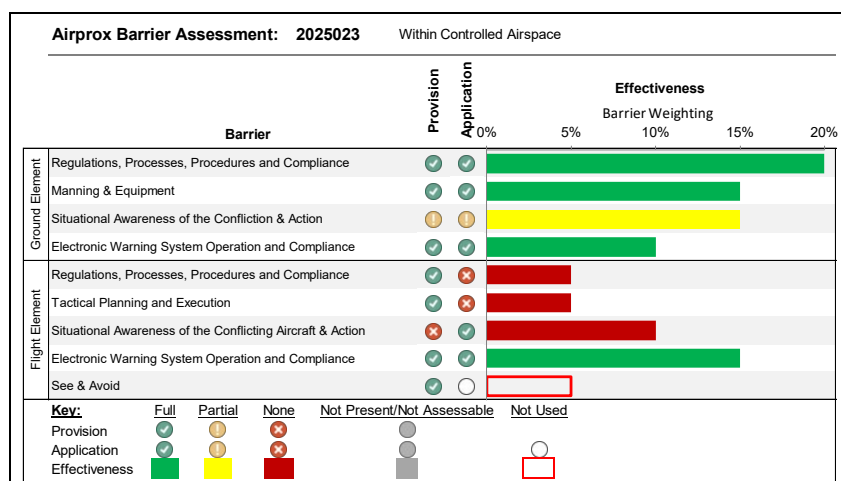 Airprox Barrier Assessment: 2025023 Within Controlled Airspace
Barrier
Provision
Application
Effectiveness
Barrier Weighting
0% 5% 10% 15% 20%
Ground Element
Regulations, Processes, Procedures and Compliance
Manning & Equipment
Situational Awareness of the Confliction & Action
Electronic Warning System Operation and Compliance
Flight Element
Regulations, Processes, Procedures and Compliance
Tactical Planning and Execution
Situational Awareness of the Conflicting Aircraft & Action
Electronic Warning System Operation and Compliance
See & Avoid
Key: Full Partial None Not Present/Not Assessable Not Used
Provision
Application
Effectiveness